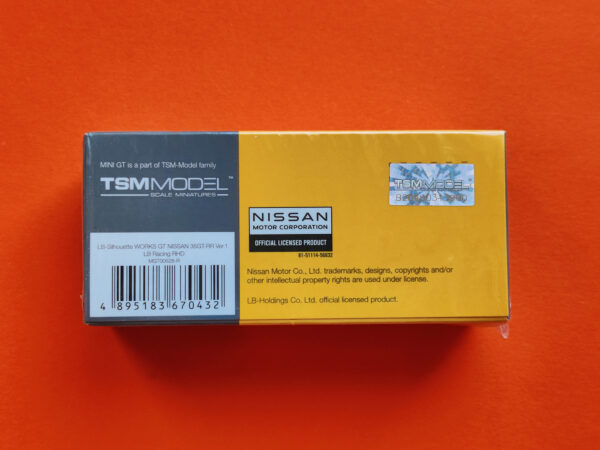 MINI GT is a part of TSM-Model family
TSMMODEL™
SCALE MINIATURES
LB-Silhouette WORKS GT NISSAN 35GT-RR Ver.1
LB Racing RHD
MGT00528-R
4 895183 670432
NISSAN
MOTOR CORPORATION
OFFICIAL LICENSED PRODUCT
Nissan Motor Co., Ltd. trademarks, designs, copyrights and/or
other intellectual property rights are used under license.
LB-Holdings Co. Ltd. official licensed product.
TSMMODEL